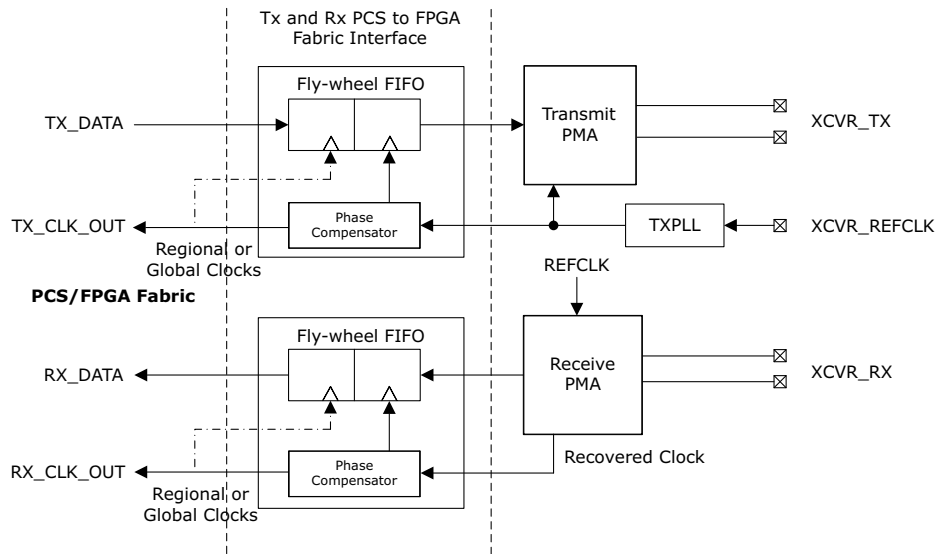 Tx and Rx PCS to FPGA
Fabric Interface
Fly-wheel FIFO
TX_DATA
Transmit
PMA
XCVR_TX
TX_CLK_OUT
Phase
Compensator
TXPLL
XCVR_REFCLK
Regional or
Global Clocks
REFCLK
PCS/FPGA Fabric
Fly-wheel FIFO
RX_DATA
Receive
PMA
XCVR_RX
RX_CLK_OUT
Phase
Compensator
Recovered Clock
Regional or
Global Clocks